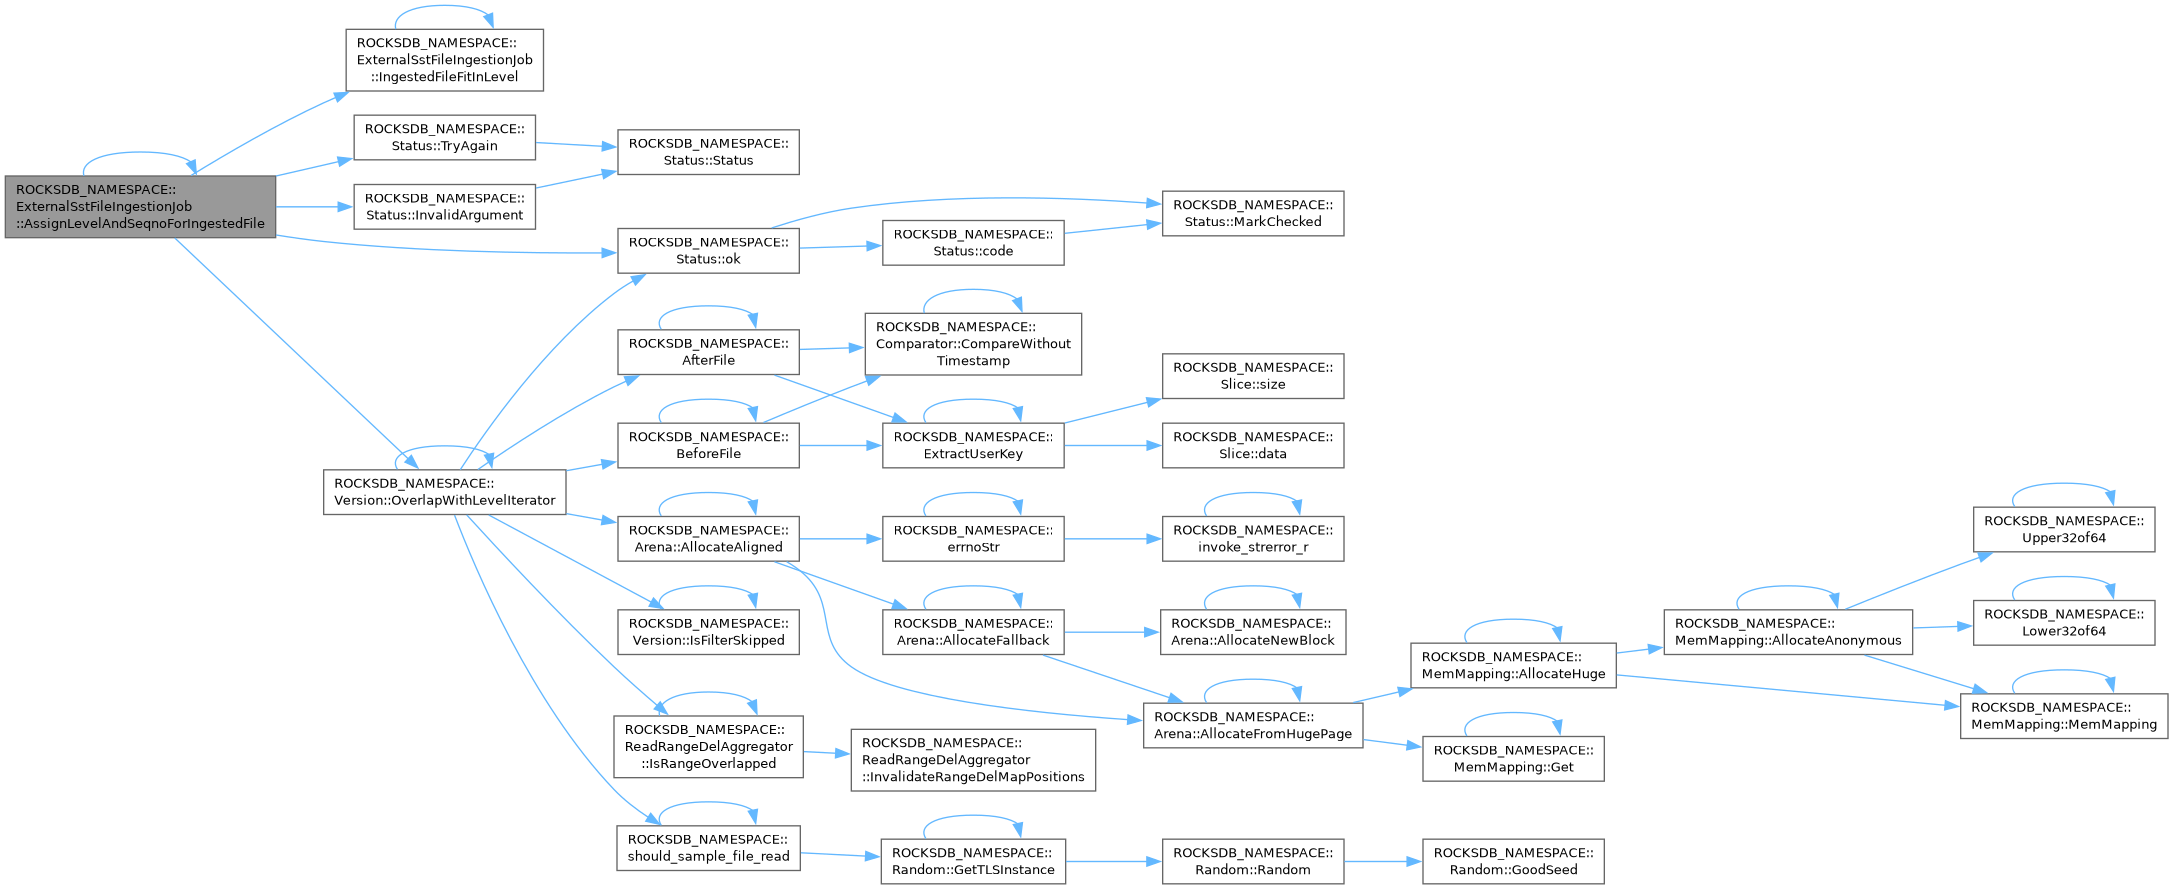 ROCKSDB_NAMESPACE::
ExternalSstFileIngestionJob
::AssignLevelAndSeqnoForIngestedFile
ROCKSDB_NAMESPACE::
ExternalSstFileIngestionJob
::IngestedFileFitInLevel
ROCKSDB_NAMESPACE::
Status::TryAgain
ROCKSDB_NAMESPACE::
Status::InvalidArgument
ROCKSDB_NAMESPACE::
Version::OverlapWithLevelIterator
ROCKSDB_NAMESPACE::
Status::Status
ROCKSDB_NAMESPACE::
Status::ok
ROCKSDB_NAMESPACE::
AfterFile
ROCKSDB_NAMESPACE::
BeforeFile
ROCKSDB_NAMESPACE::
Arena::AllocateAligned
ROCKSDB_NAMESPACE::
Version::IsFilterSkipped
ROCKSDB_NAMESPACE::
ReadRangeDelAggregator
::IsRangeOverlapped
ROCKSDB_NAMESPACE::
should_sample_file_read
ROCKSDB_NAMESPACE::
Status::code
ROCKSDB_NAMESPACE::
Comparator::CompareWithout
Timestamp
ROCKSDB_NAMESPACE::
ExtractUserKey
ROCKSDB_NAMESPACE::
errnoStr
ROCKSDB_NAMESPACE::
Arena::AllocateFallback
ROCKSDB_NAMESPACE::
ReadRangeDelAggregator
::InvalidateRangeDelMapPositions
ROCKSDB_NAMESPACE::
Random::GetTLSInstance
ROCKSDB_NAMESPACE::
Status::MarkChecked
ROCKSDB_NAMESPACE::
Slice::size
ROCKSDB_NAMESPACE::
Slice::data
ROCKSDB_NAMESPACE::
invoke_strerror_r
ROCKSDB_NAMESPACE::
Arena::AllocateNewBlock
ROCKSDB_NAMESPACE::
Arena::AllocateFromHugePage
ROCKSDB_NAMESPACE::
Random::Random
ROCKSDB_NAMESPACE::
MemMapping::AllocateHuge
ROCKSDB_NAMESPACE::
MemMapping::Get
ROCKSDB_NAMESPACE::
Random::GoodSeed
ROCKSDB_NAMESPACE::
MemMapping::AllocateAnonymous
ROCKSDB_NAMESPACE::
Upper32of64
ROCKSDB_NAMESPACE::
Lower32of64
ROCKSDB_NAMESPACE::
MemMapping::MemMapping